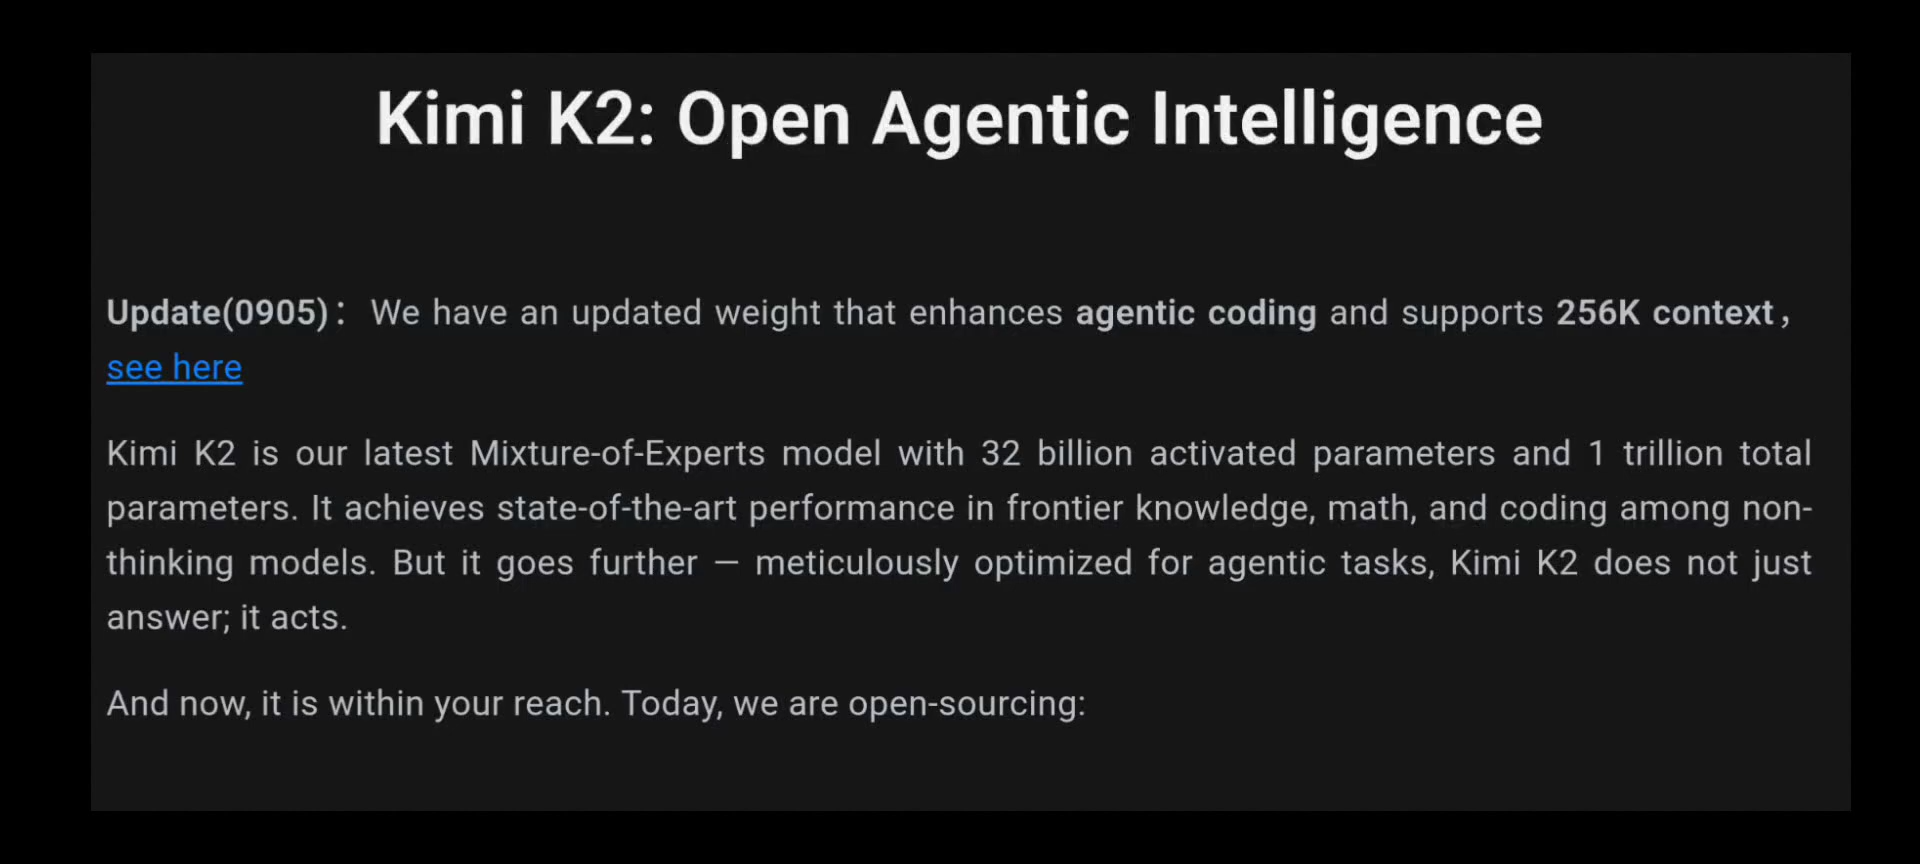 Kimi K2: Open Agentic Intelligence
Update(0905)： We have an updated weight that enhances agentic coding and supports 256K context，
see here
Kimi K2 is our latest Mixture-of-Experts model with 32 billion activated parameters and 1 trillion total
parameters. It achieves state-of-the-art performance in frontier knowledge, math, and coding among non-
thinking models. But it goes further — meticulously optimized for agentic tasks, Kimi K2 does not just
answer; it acts.
And now, it is within your reach. Today, we are open-sourcing: